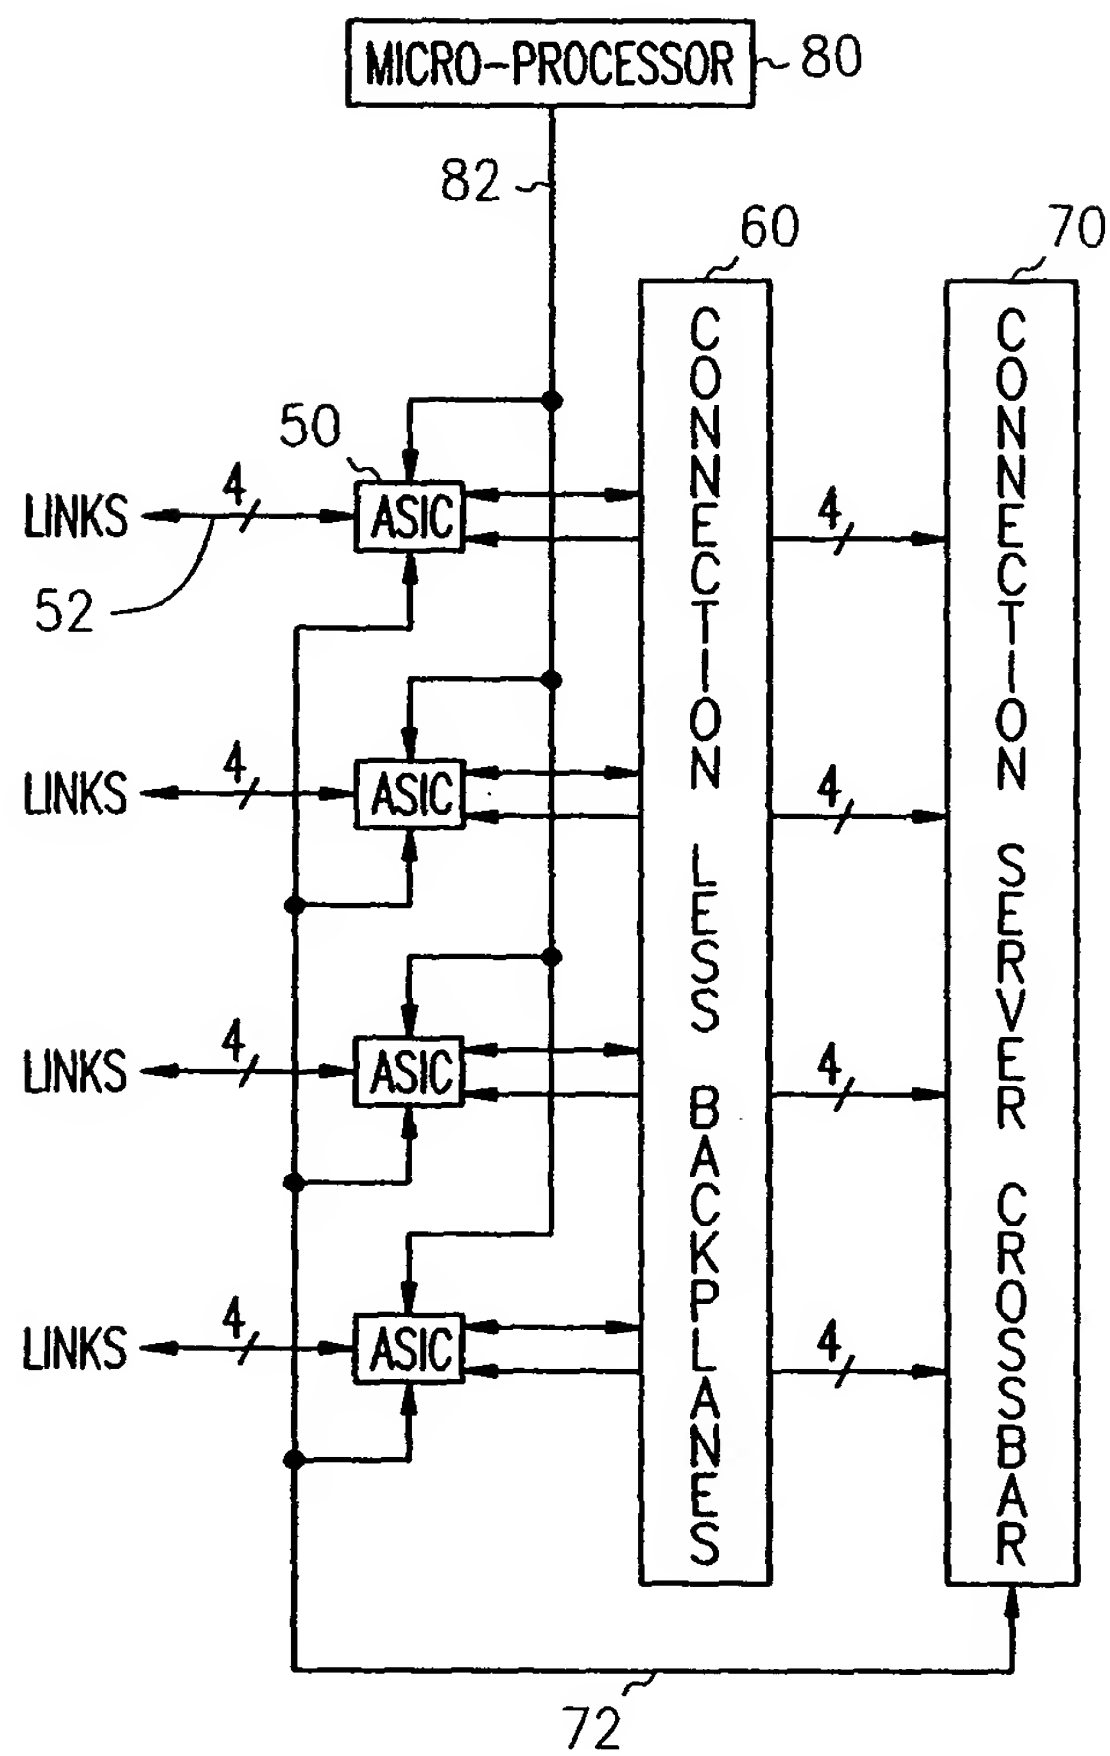 MICRO-PROCESSOR
80
82
60
70
50
LINKS
4
ASIC
52
4
LINKS
4
ASIC
4
LINKS
4
ASIC
4
LINKS
4
ASIC
4
CONNECTION LESS BACKPLANES
CONNECTION SERVER CROSSBAR
72